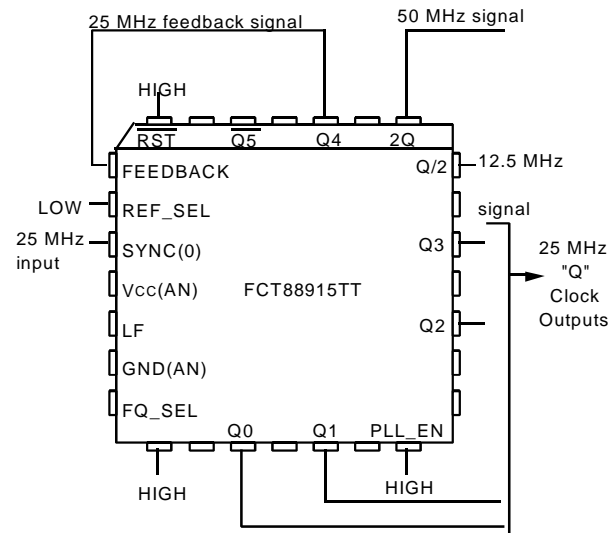 25 MHz feedback signal
50 MHz signal
HIGH
RST
Q5
Q4
2Q
FEEDBACK
Q/2
12.5 MHz
LOW
REF_SEL
signal
25 MHz
input
SYNC(0)
Q3
25 MHz
"Q"
Clock
Outputs
VCC(AN)
FCT88915TT
LF
Q2
GND(AN)
FQ_SEL
Q0
Q1
PLL_EN
HIGH
HIGH